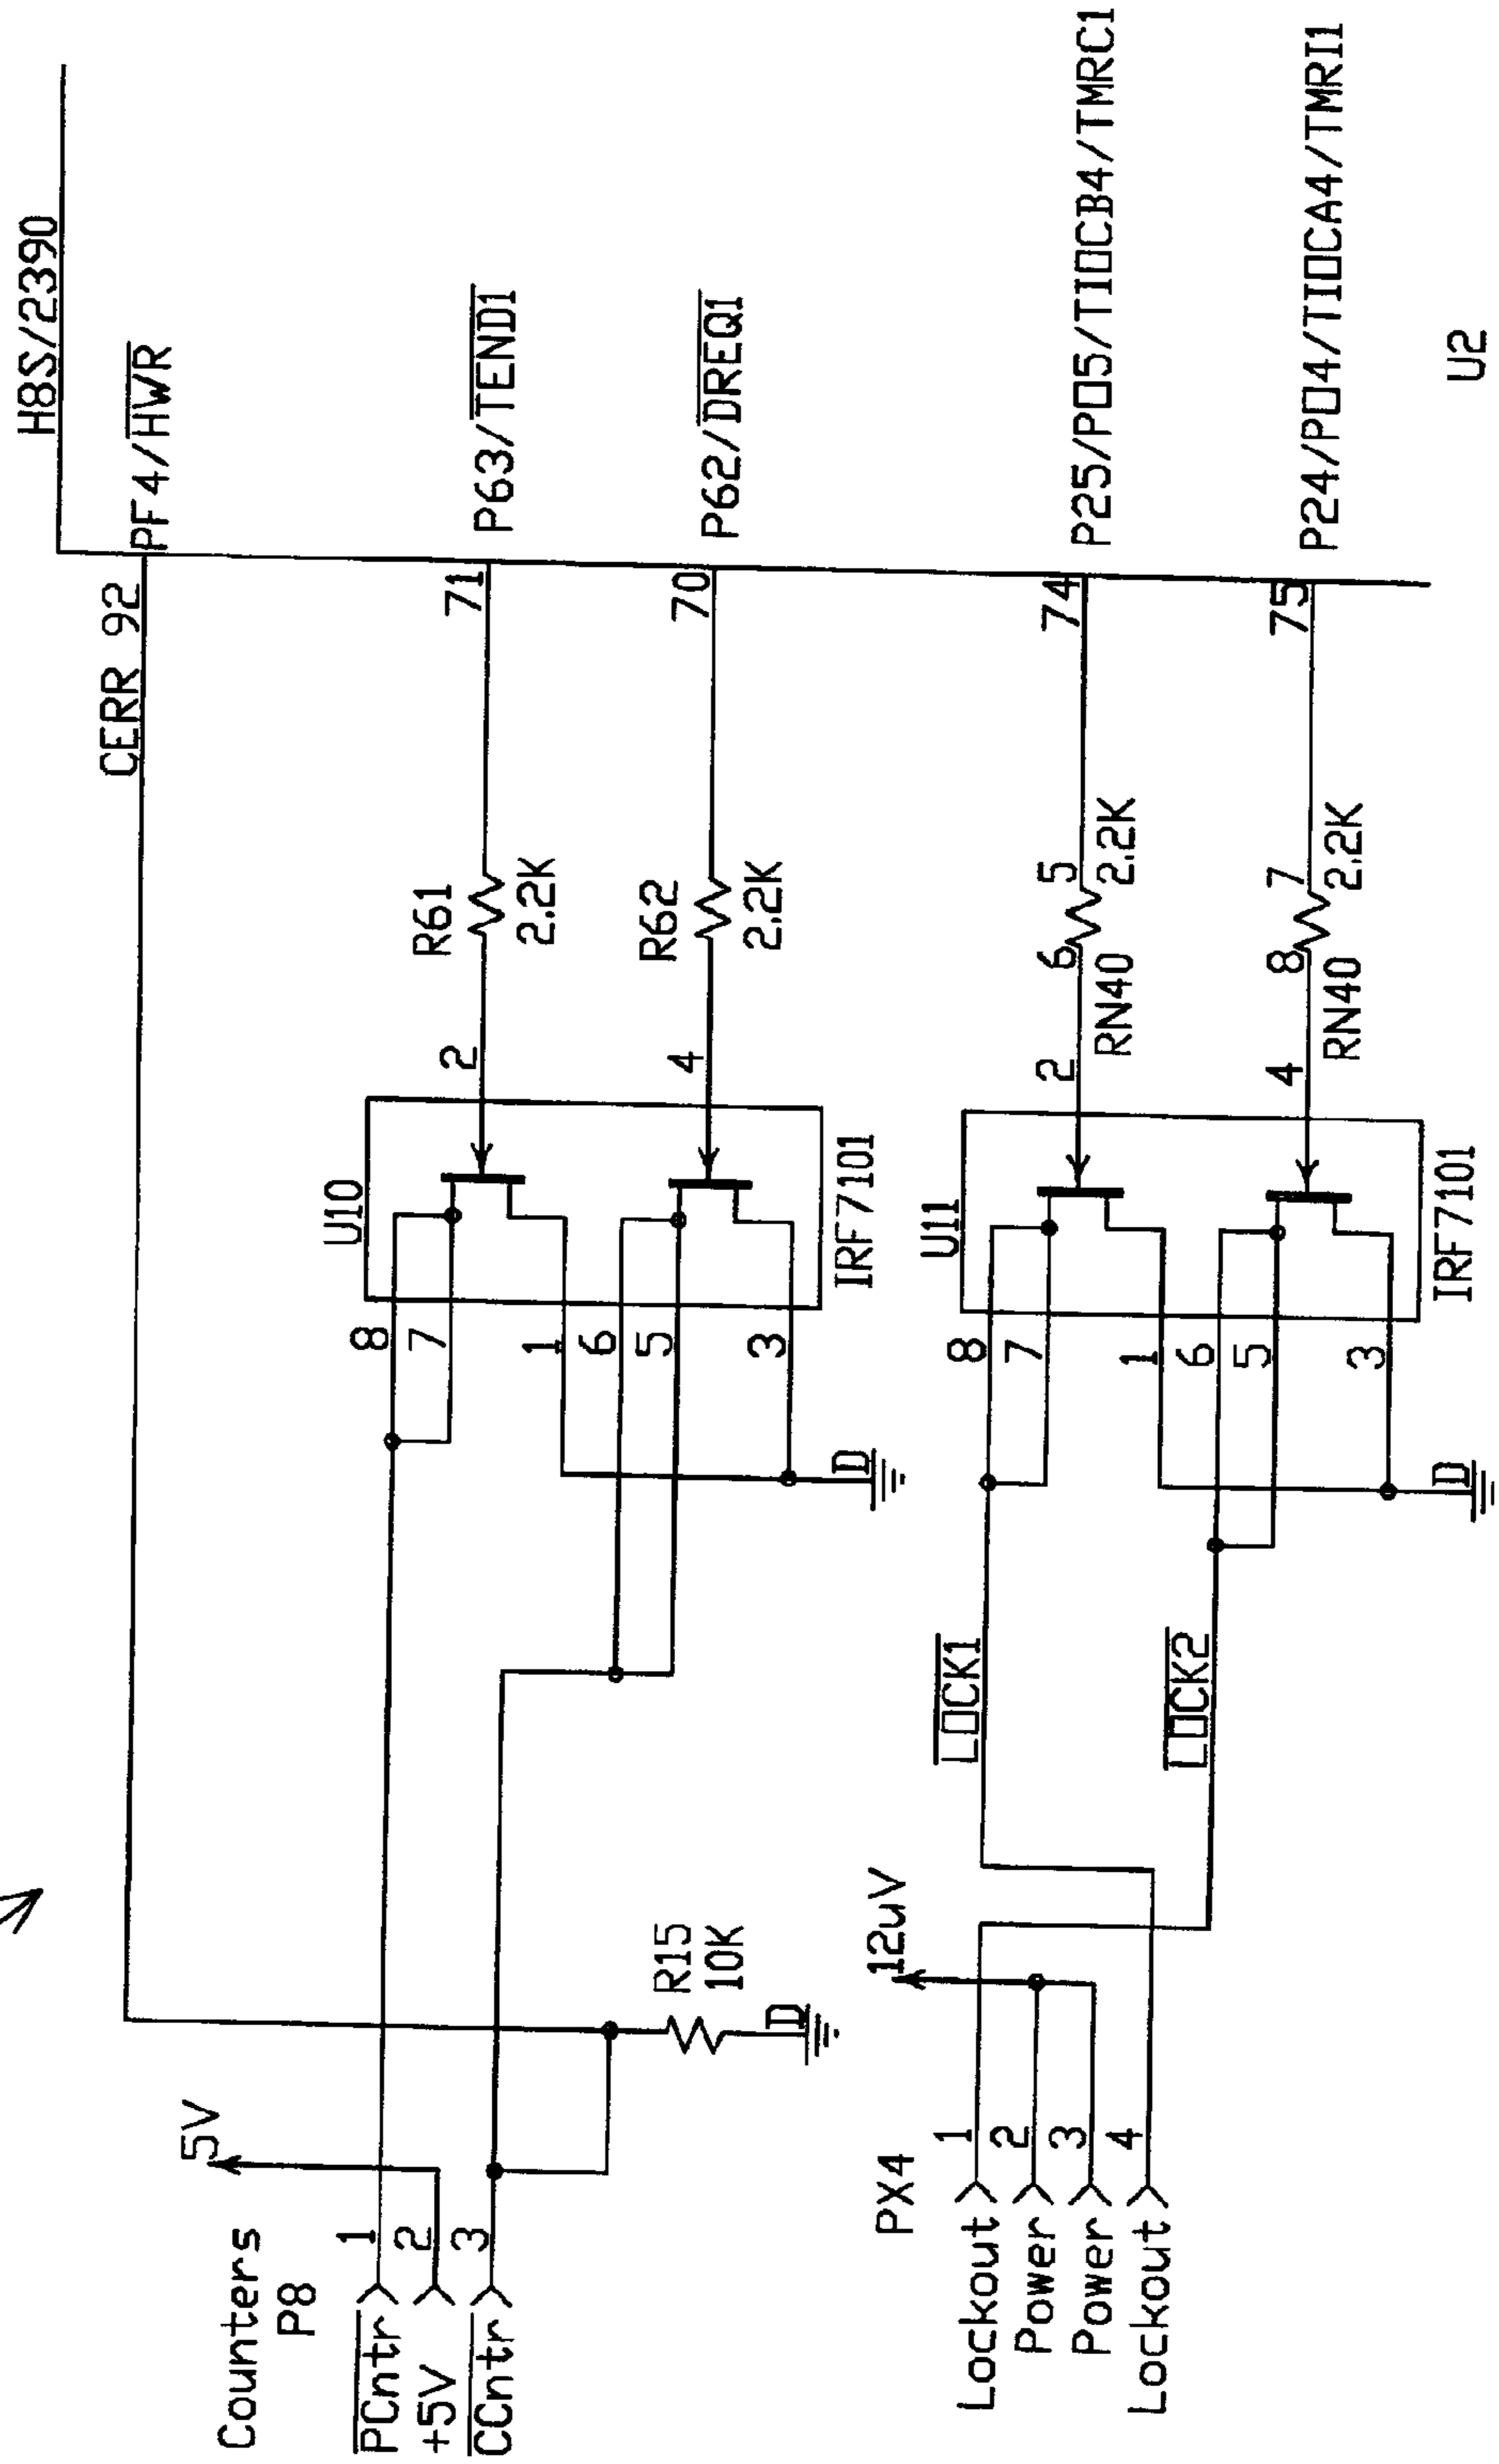 H8S/2390
CERR 92
PF4/HWR
71
P63/TEND1
70
P62/DREQ1
74
P25/PO5/TIOCB4/TMRC1
75
P24/PO4/TIOCA4/TMRI1
U2
R61
2.2K
R62
2.2K
5
2.2K
6
RN40
7
2.2K
8
RN40
U10
2
4
8
7
1
6
5
3
IRF7101
D
U11
2
4
8
7
1
6
5
3
IRF7101
D
LOCK1
LOCK2
R15
10K
D
5V
Counters
P8
PCntr 1
+5V 2
CCntr 3
12uV
PX4
Lockout 1
Power 2
Power 3
Lockout 4